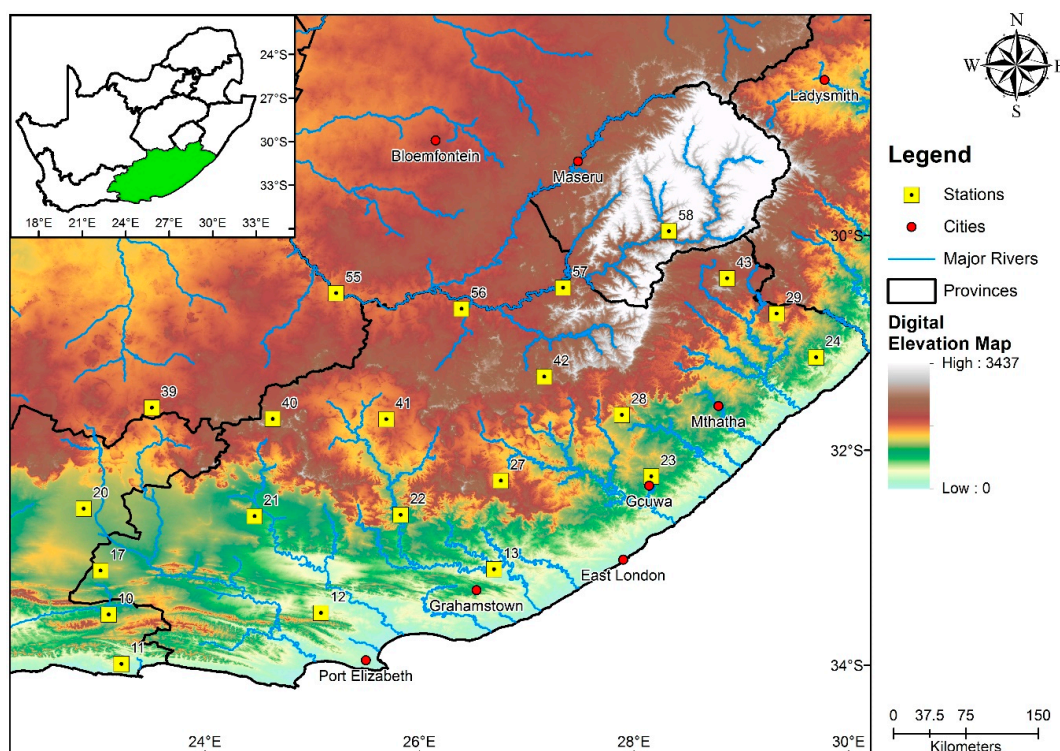 24°S
27°S
30°S
33°S
18°E 21°E 24°E 27°E 30°E 33°E
N
W E
S
Ladysmith
Bloemfontein
Maseru
58
30°S
43
57
55
56
29
24
42
39
40
41
28
Mthatha
32°S
23
27
Gcuwa
20
21
22
17
13
East London
10
12
Grahamstown
11
34°S
Port Elizabeth
24°E 26°E 28°E 30°E
Legend
Stations
Cities
Major Rivers
Provinces
Digital
Elevation Map
High : 3437
Low : 0
0 37.5 75 150
Kilometers